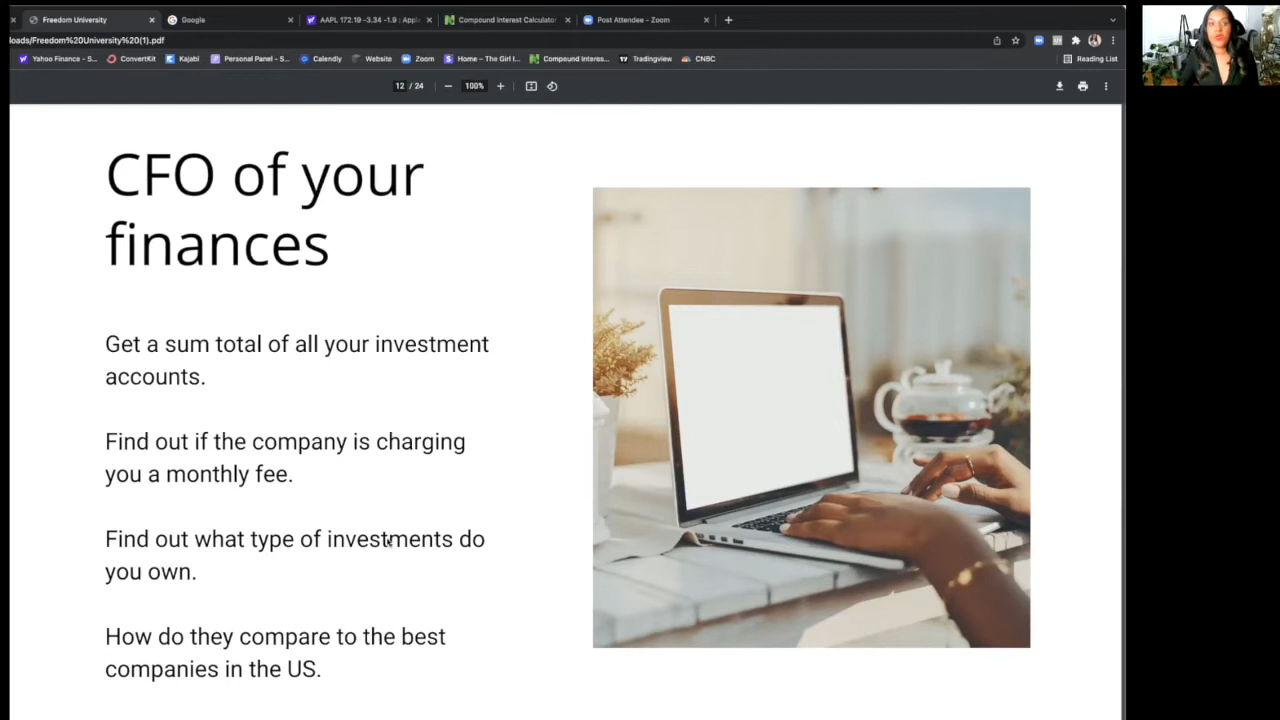 Freedom University
Google
AAPL 172.19 -3.34 -1.9 : Appl
Compound Interest Calculator
Post Attendee - Zoom
loads/Freedom%20University%20(1).pdf
Yahoo Finance - S...
ConvertKit
Kajabi
Personal Panel - S...
Calendly
Website
Zoom
Home – The Girl I...
Compound Interes...
Tradingview
CNBC
Reading List
12 / 24
100%
CFO of your
finances
Get a sum total of all your investment
accounts.
Find out if the company is charging
you a monthly fee.
Find out what type of investments do
you own.
How do they compare to the best
companies in the US.